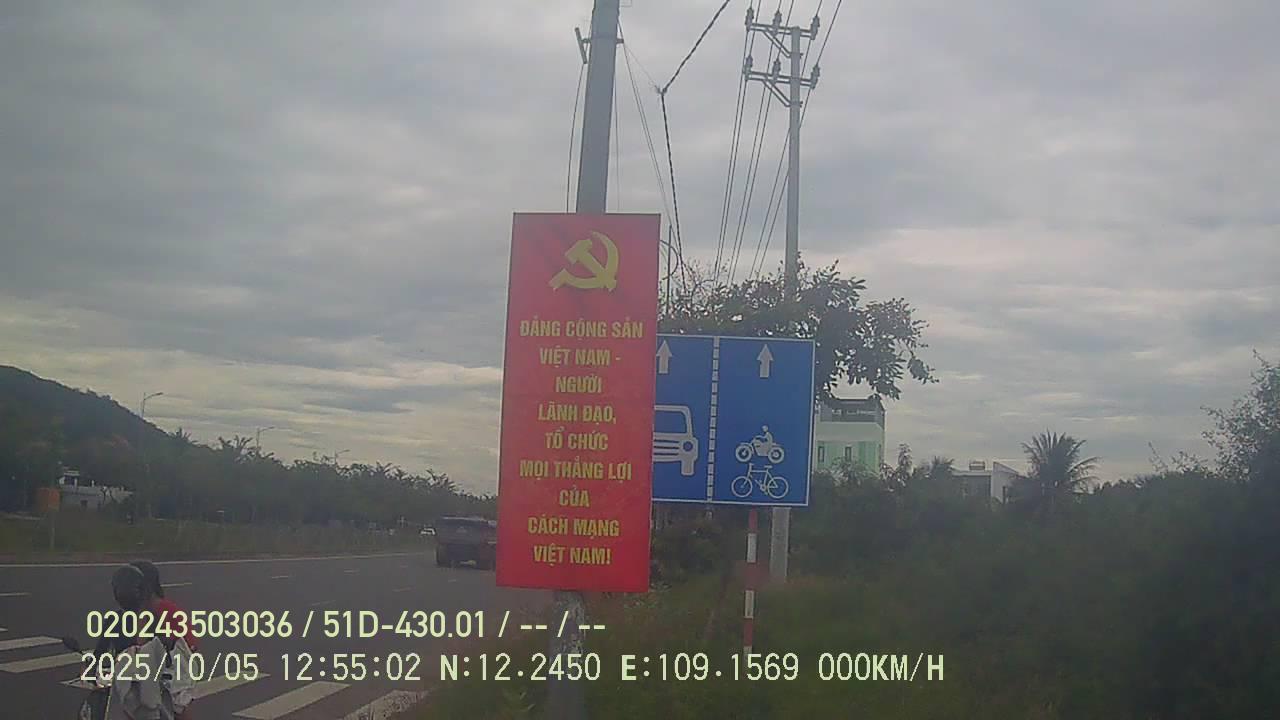 ĐẢNG CỘNG SẢN
VIỆT NAM -
NGƯỜI
LÃNH ĐẠO,
TỔ CHỨC
MỌI THẮNG LỢI
CỦA
CÁCH MẠNG
VIỆT NAM!
020243503036 / 51D-430.01 / -- / --
2025/10/05 12:55:02 N:12.2450 E:109.1569 000KM/H